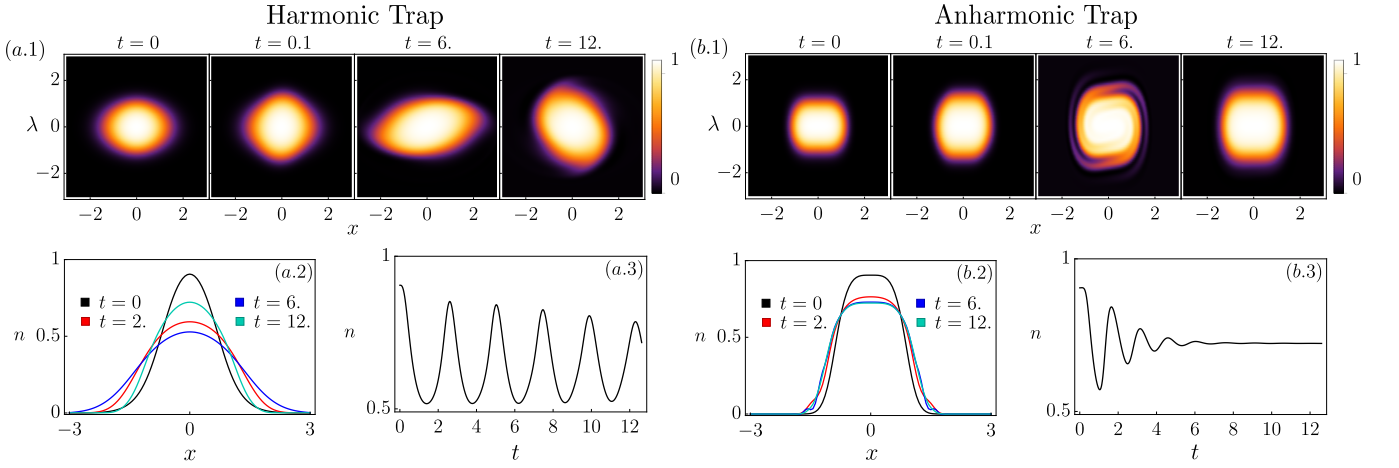 Harmonic Trap
Anharmonic Trap
(a.1) t = 0 t = 0.1 t = 6. t = 12.
2
λ 0
−2
−2 0 2 −2 0 2 −2 0 2 −2 0 2
x
1
0
(b.1) t = 0 t = 0.1 t = 6. t = 12.
2
λ 0
−2
−2 0 2 −2 0 2 −2 0 2 −2 0 2
x
1
0
(a.2)
1
n 0.5
0
t = 0 t = 6.
t = 2. t = 12.
−3 0 3
x
(a.3)
1
n
0.5
0 2 4 6 8 10 12
t
(b.2)
1
n 0.5
0
t = 0 t = 6.
t = 2. t = 12.
−3 0 3
x
(b.3)
1
n
0.5
0 2 4 6 8 10 12
t